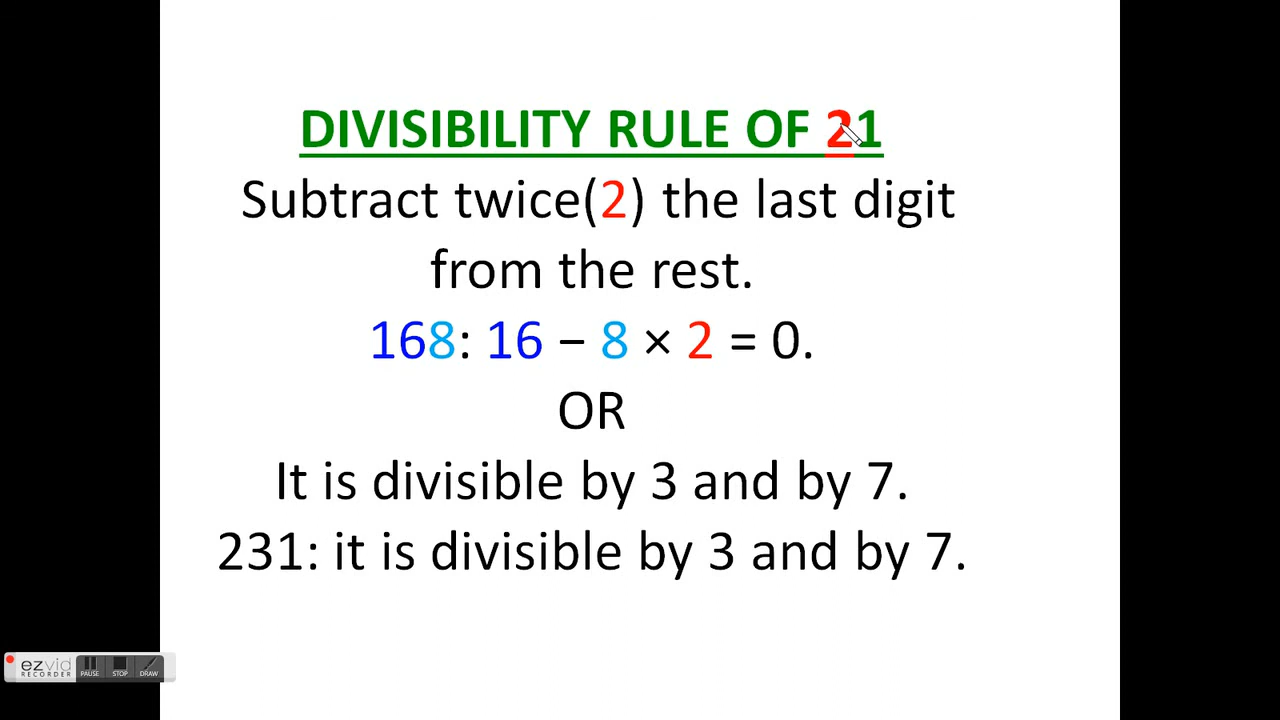 DIVISIBILITY RULE OF 21
Subtract twice(2) the last digit
from the rest.
168: 16 − 8 × 2 = 0.
OR
It is divisible by 3 and by 7.
231: it is divisible by 3 and by 7.
ezvid
RECORDER
PAUSE STOP DRAW